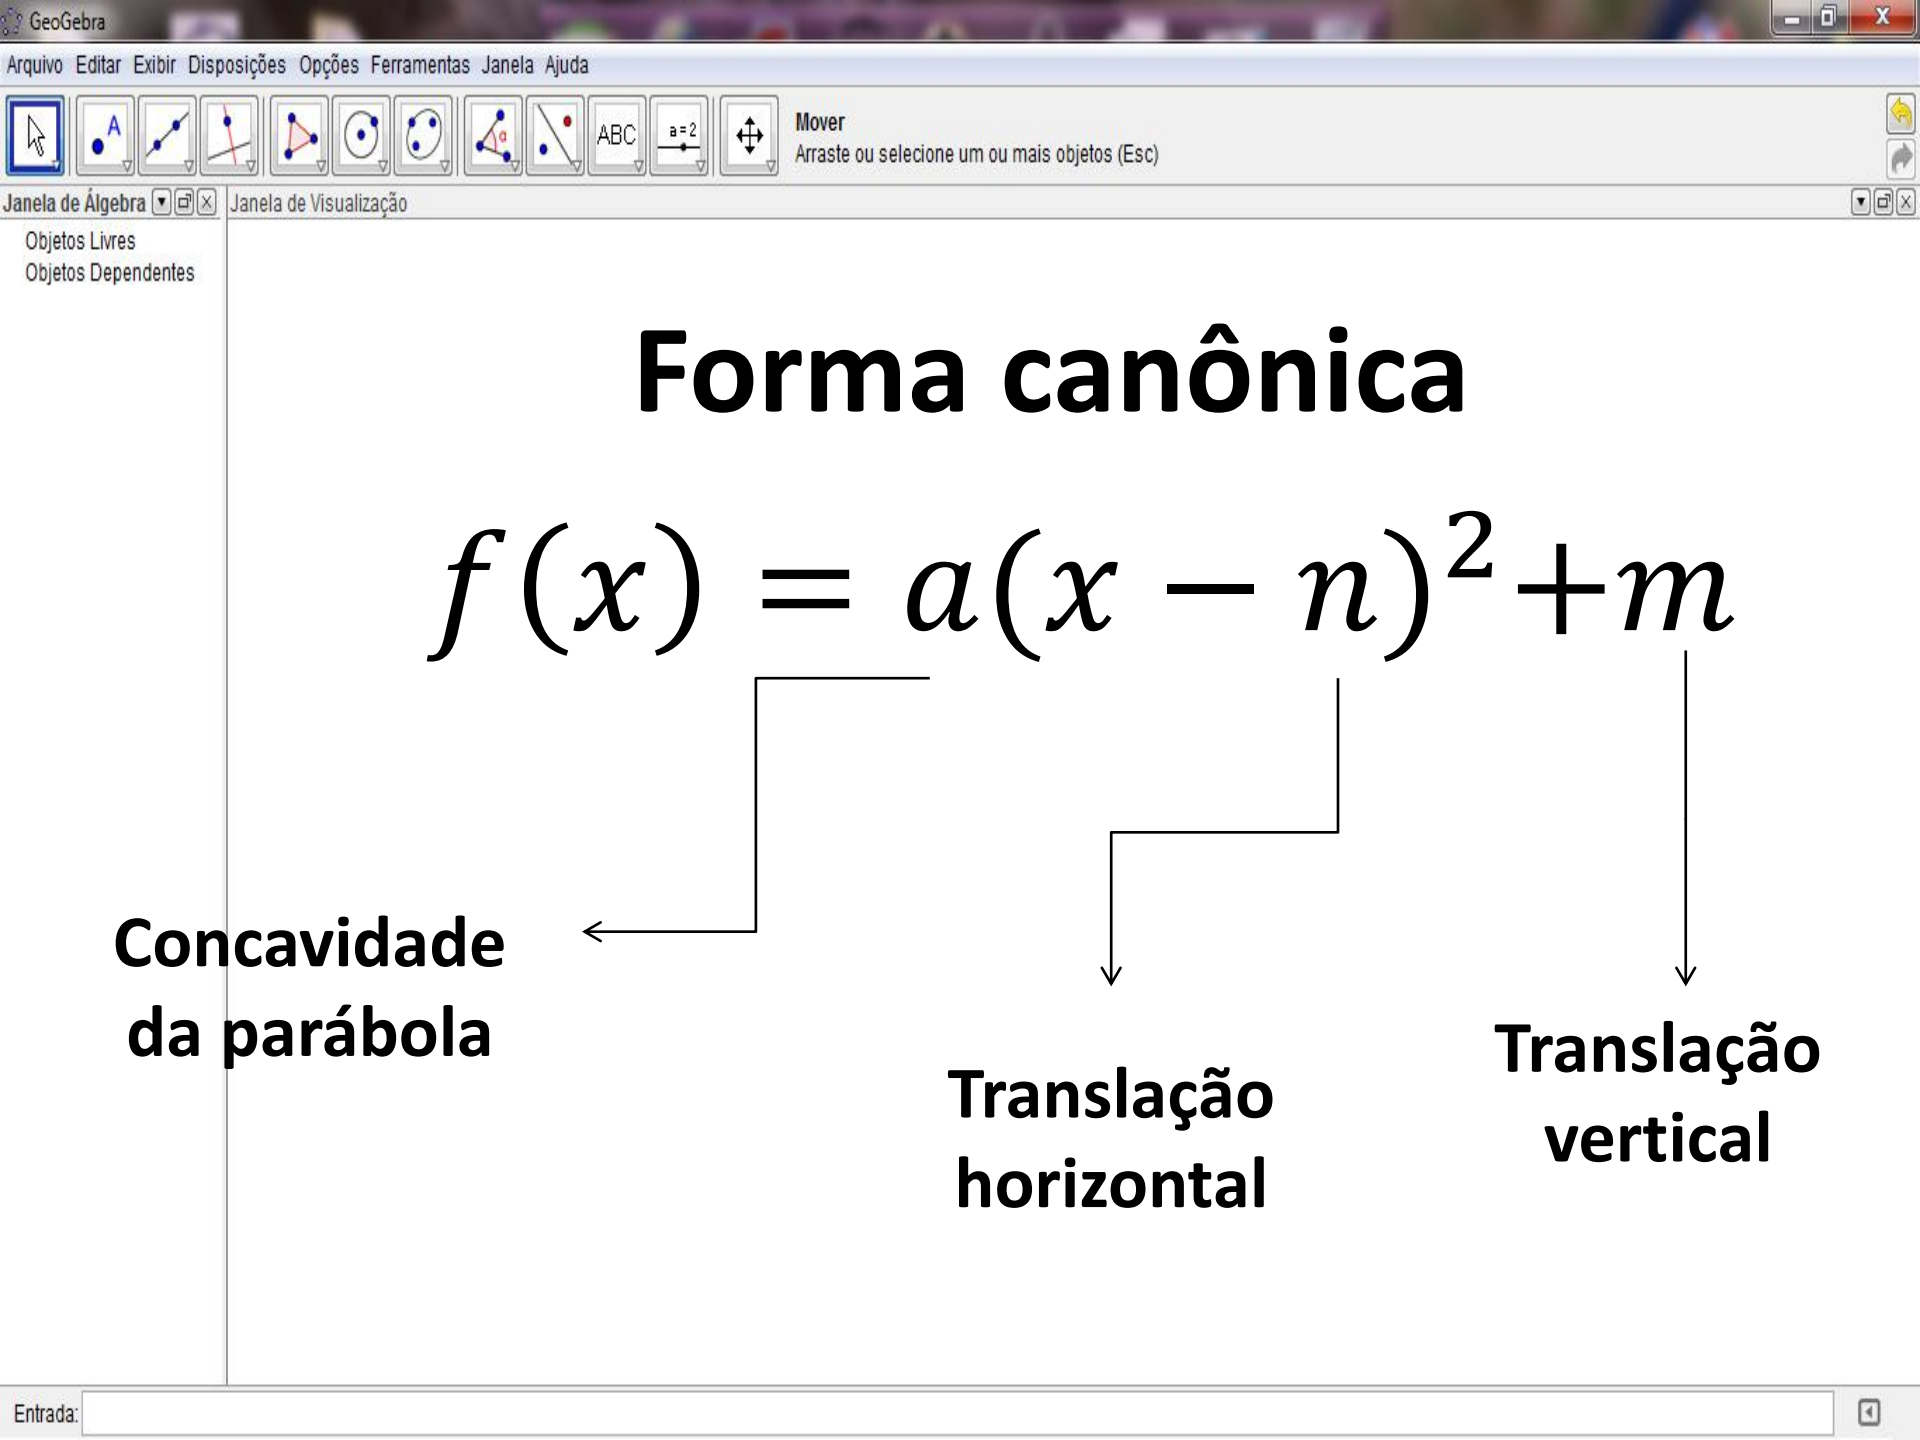 GeoGebra
Arquivo Editar Exibir Disposições Opções Ferramentas Janela Ajuda
A
α
ABC
a=2
Mover
Arraste ou selecione um ou mais objetos (Esc)
Janela de Álgebra
Janela de Visualização
Objetos Livres
Objetos Dependentes
Forma canônica
f(x) = a(x − n)²+m
Concavidade
da parábola
Translação
horizontal
Translação
vertical
Entrada: